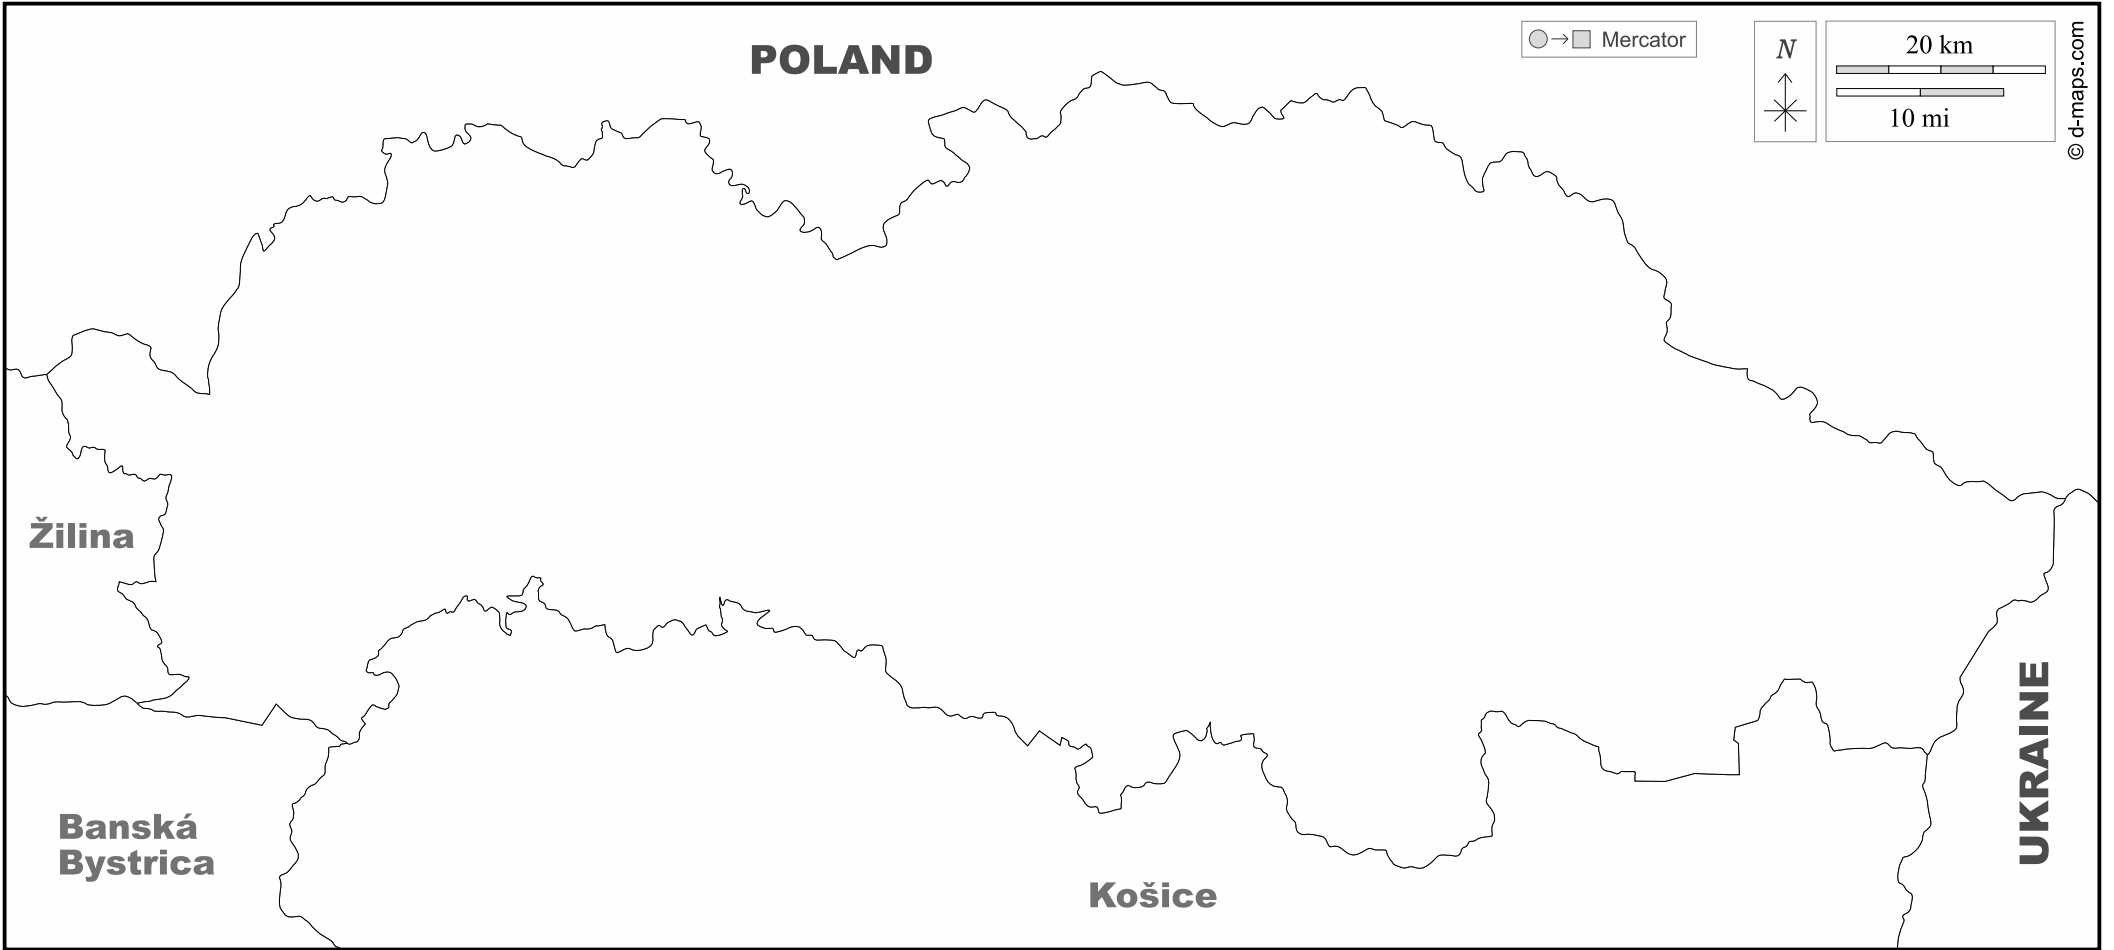 POLAND
Mercator
N
20 km
10 mi
© d-maps.com
Žilina
UKRAINE
Banská
Bystrica
Košice